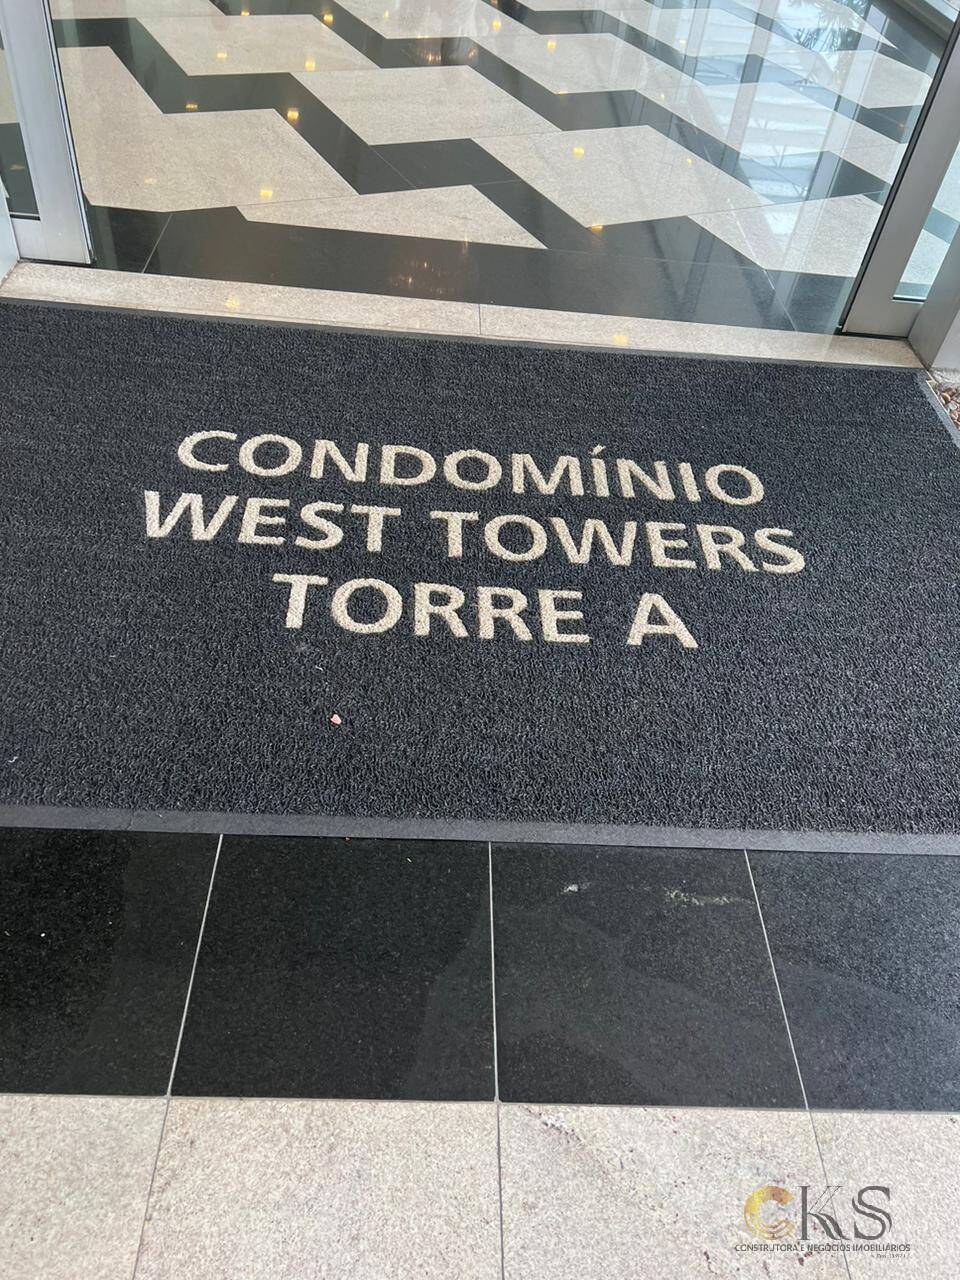 CONDOMÍNIO
WEST TOWERS
TORRE A
CKS
CONSTRUTORA E NEGÓCIOS IMOBILIÁRIOS